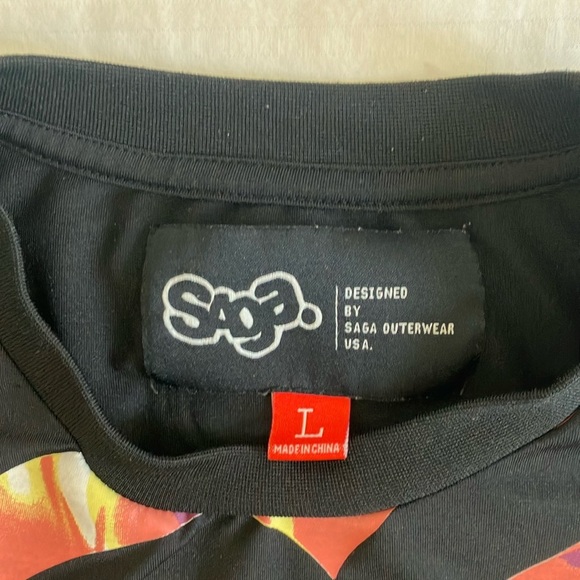 SAGA.
DESIGNED
BY
SAGA OUTERWEAR
USA.
L
MADE IN CHINA